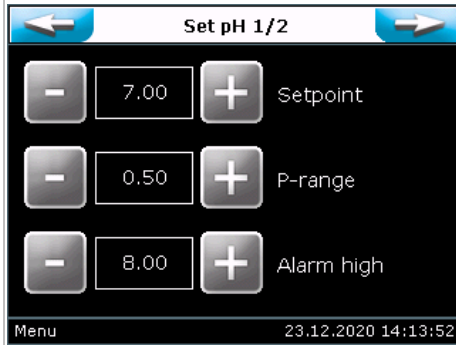 Set pH 1/2
- 7.00 + Setpoint
- 0.50 + P-range
- 8.00 + Alarm high
Menu 23.12.2020 14:13:52